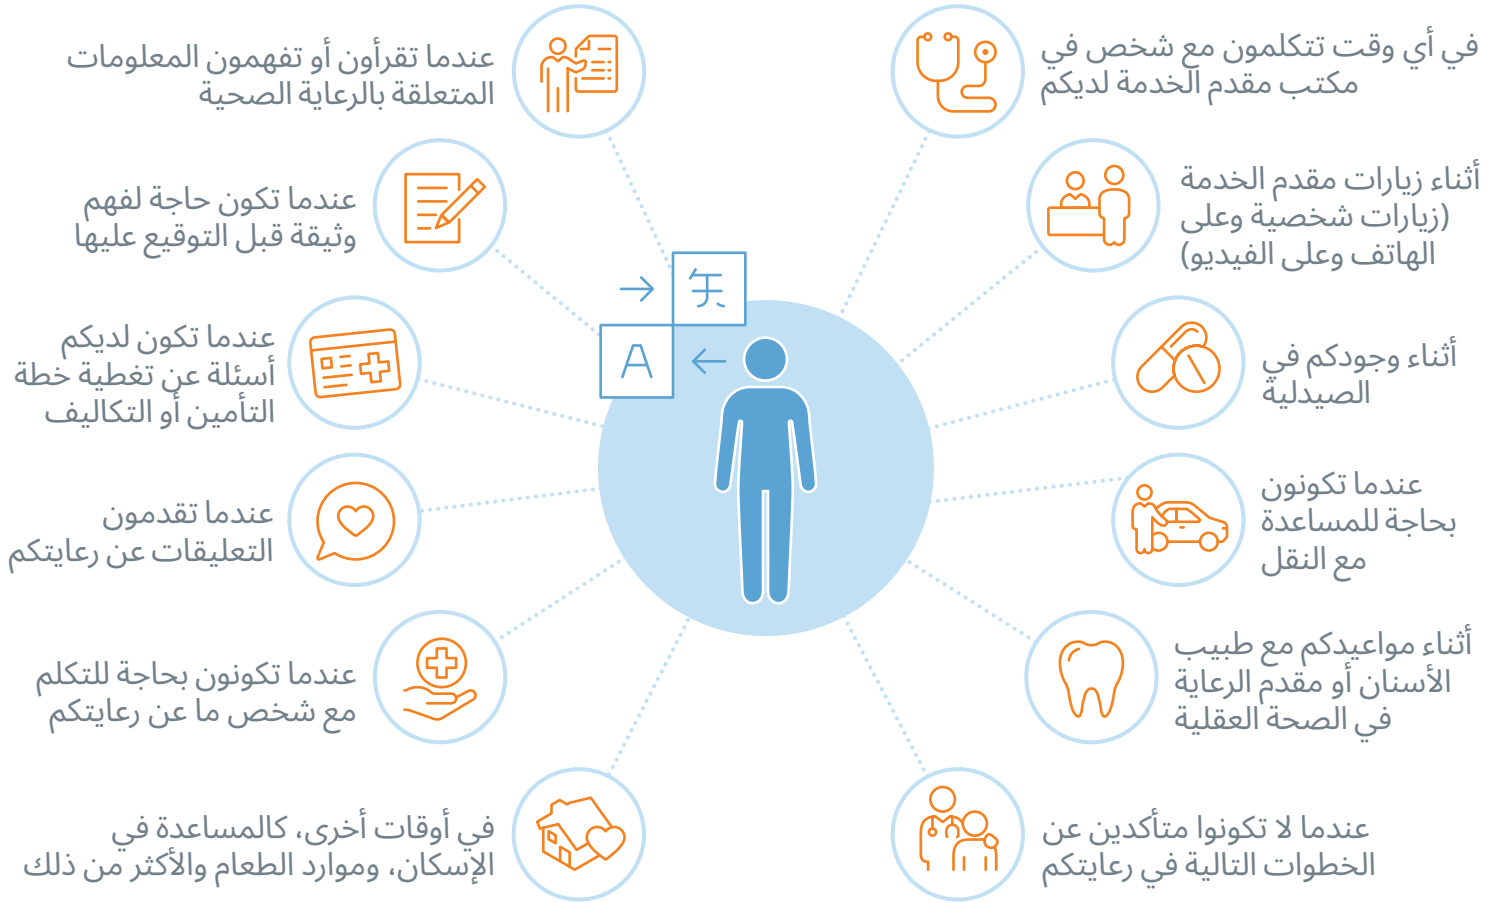 في أي وقت تتكلمون مع شخص في
مكتب مقدم الخدمة لديكم
أثناء زيارات مقدم الخدمة
(زيارات شخصية وعلى
الهاتف وعلى الفيديو)
أثناء وجودكم في
الصيدلية
عندما تكونون
بحاجة للمساعدة
مع النقل
أثناء مواعيدكم مع طبيب
الأسنان أو مقدم الرعاية
في الصحة العقلية
عندما لا تكونوا متأكدين عن
الخطوات التالية في رعايتكم
عندما تقرأون أو تفهمون المعلومات
المتعلقة بالرعاية الصحية
عندما تكون حاجة لفهم
وثيقة قبل التوقيع عليها
عندما تكون لديكم
أسئلة عن تغطية خطة
التأمين أو التكاليف
عندما تقدمون
التعليقات عن رعايتكم
عندما تكونون بحاجة للتكلم
مع شخص ما عن رعايتكم
في أوقات أخرى، كالمساعدة في
الإسكان، وموارد الطعام والأكثر من ذلك
A